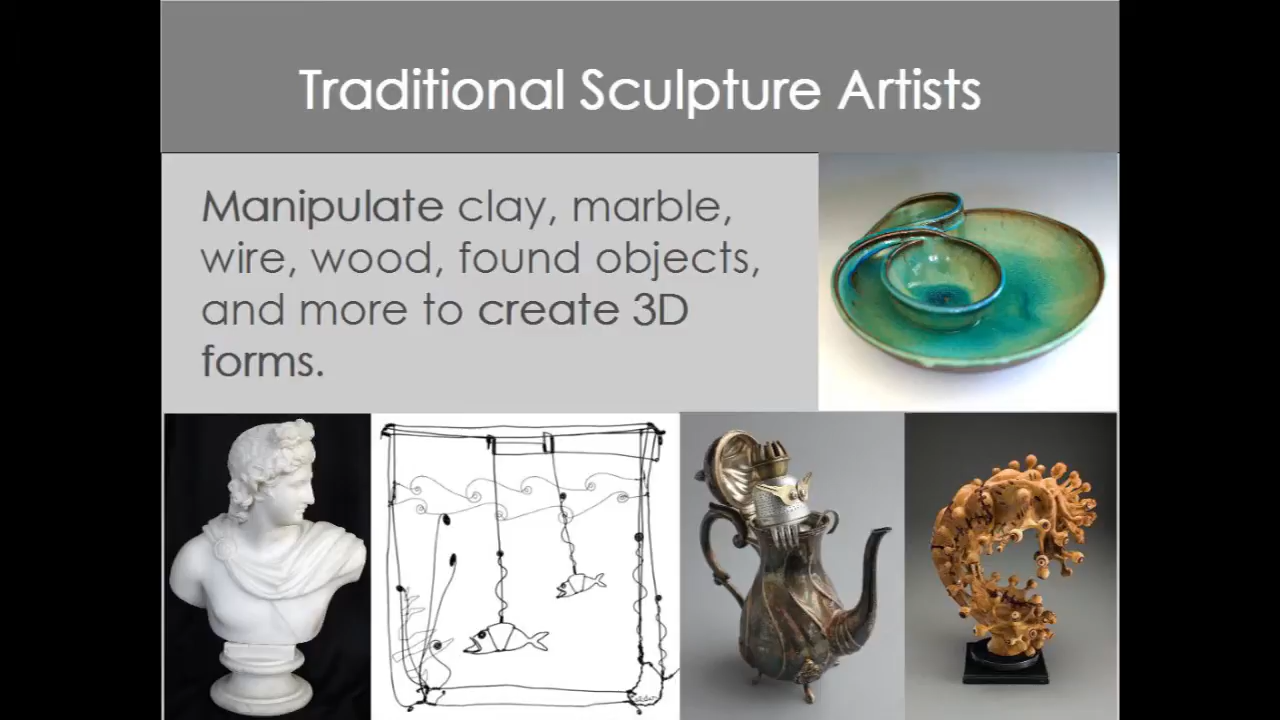 Traditional Sculpture Artists
Manipulate clay, marble,
wire, wood, found objects,
and more to create 3D
forms.